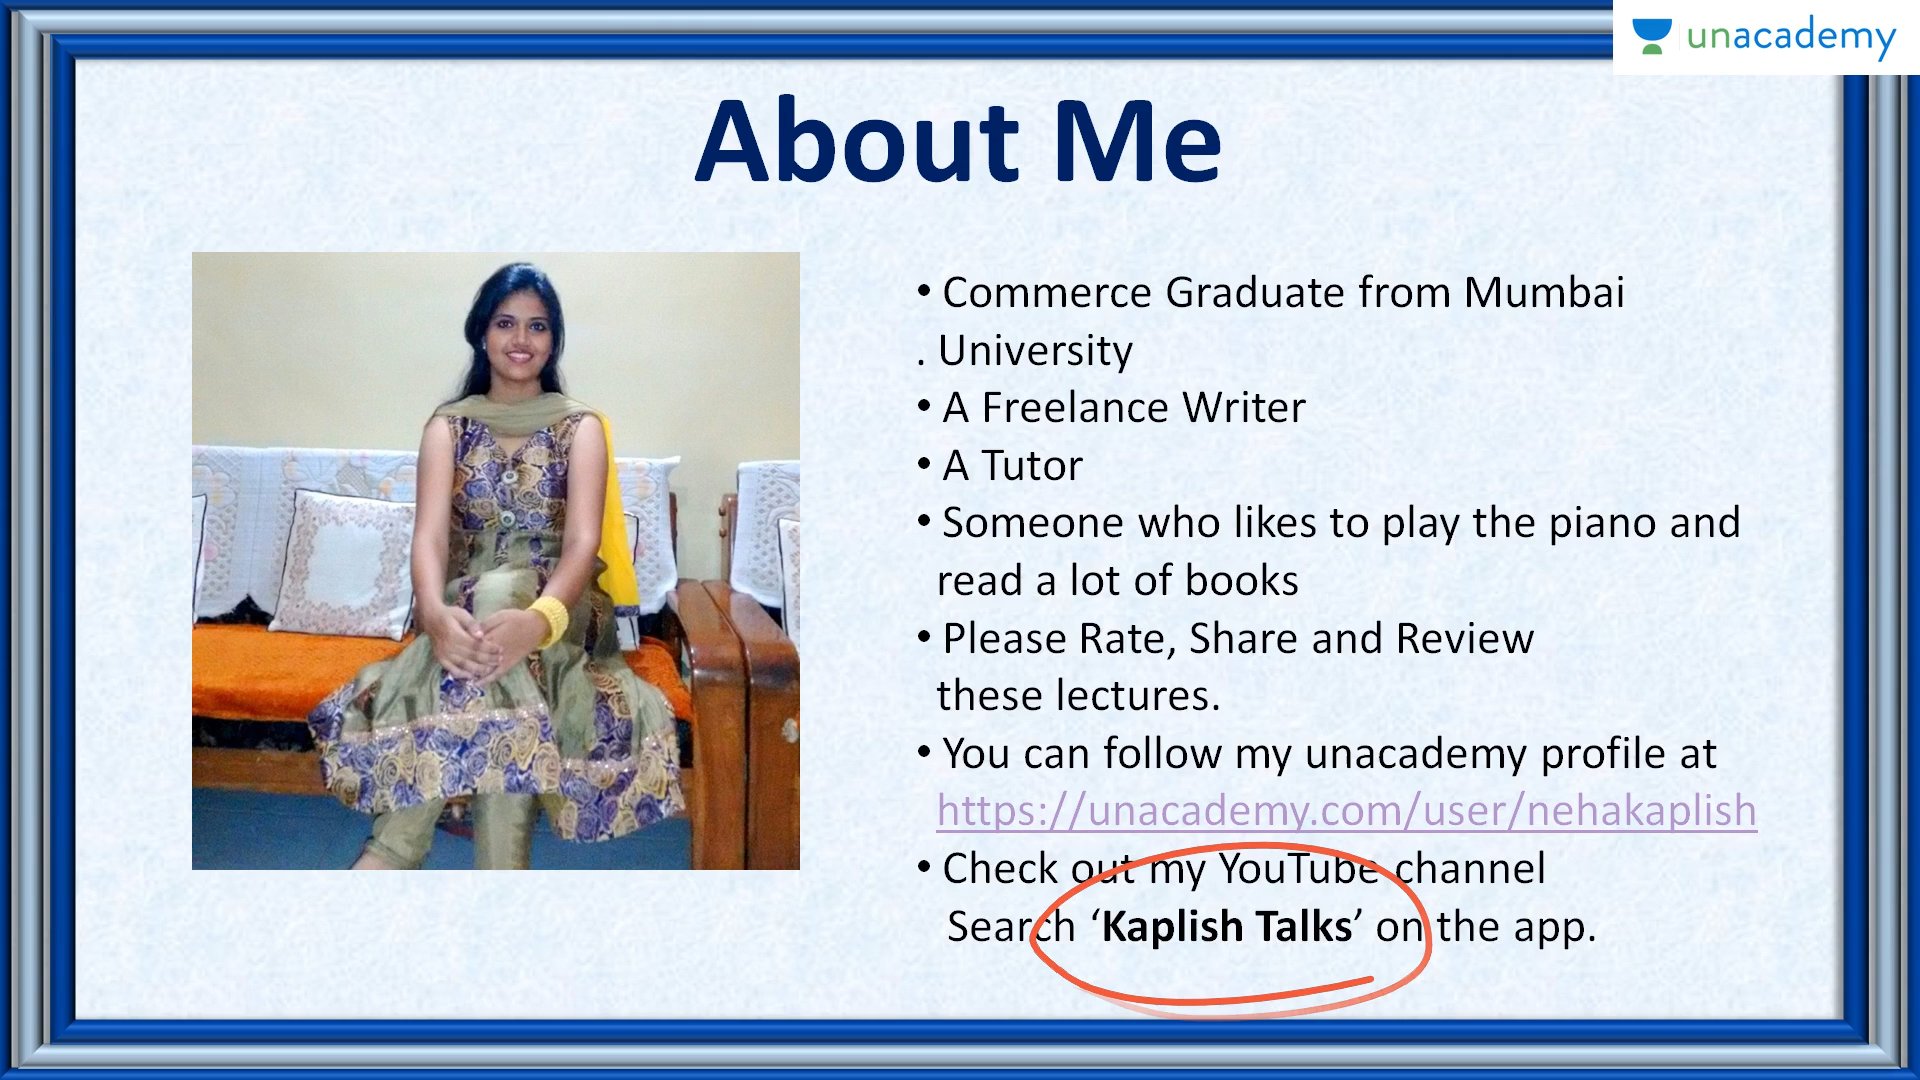 unacademy
About Me
• Commerce Graduate from Mumbai
. University
• A Freelance Writer
• A Tutor
• Someone who likes to play the piano and
read a lot of books
• Please Rate, Share and Review
these lectures.
• You can follow my unacademy profile at
https://unacademy.com/user/nehakaplish
• Check out my YouTube channel
Search ‘Kaplish Talks’ on the app.